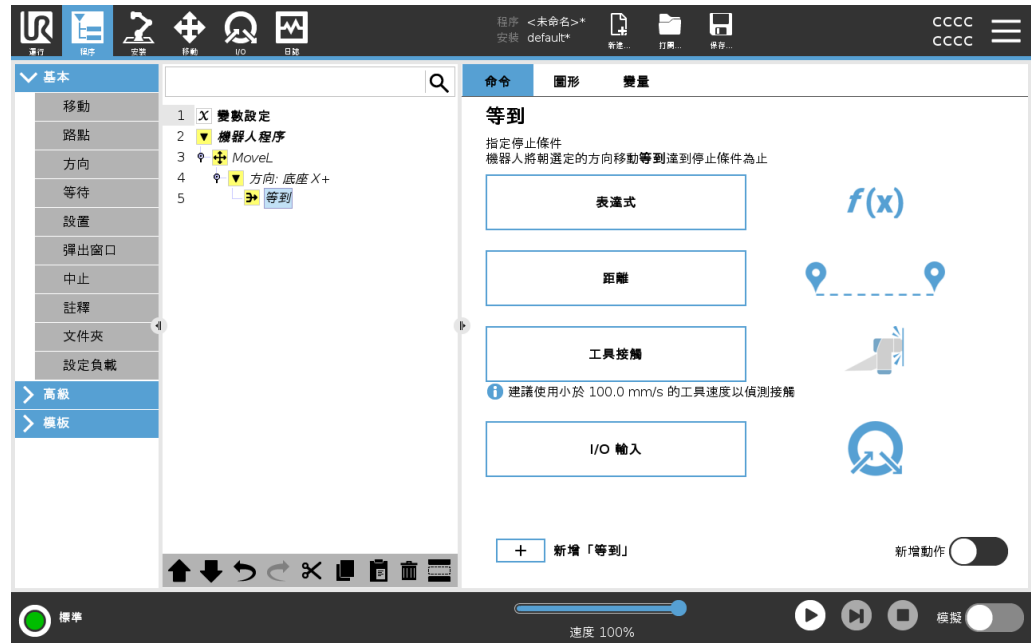 UR
運行
程序
安裝
移動
I/O
日誌
程序 <未命名>*
安裝 default*
新建...
打開...
保存...
cccc
cccc
基本
移動
路點
方向
等待
設置
彈出窗口
中止
註釋
文件夾
設定負載
高級
模板
1 X 變數設定
2 機器人程序
3 MoveL
4 方向: 底座 X+
5 等到
命令
圖形
變量
等到
指定停止條件
機器人將朝選定的方向移動等到達到停止條件為止
表達式
f(x)
距離
工具接觸
建議使用小於 100.0 mm/s 的工具速度以偵測接觸
I/O 輸入
+ 新增「等到」
新增動作
標準
速度 100%
模擬